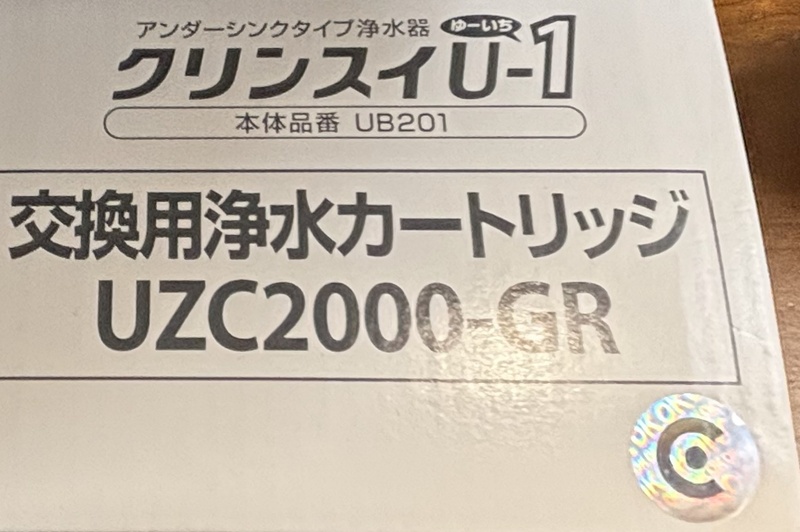 アンダーシンクタイプ浄水器
ゆーいち
クリンスイU-1
本体品番 UB201
交換用浄水カートリッジ
UZC2000-GR
OKOK